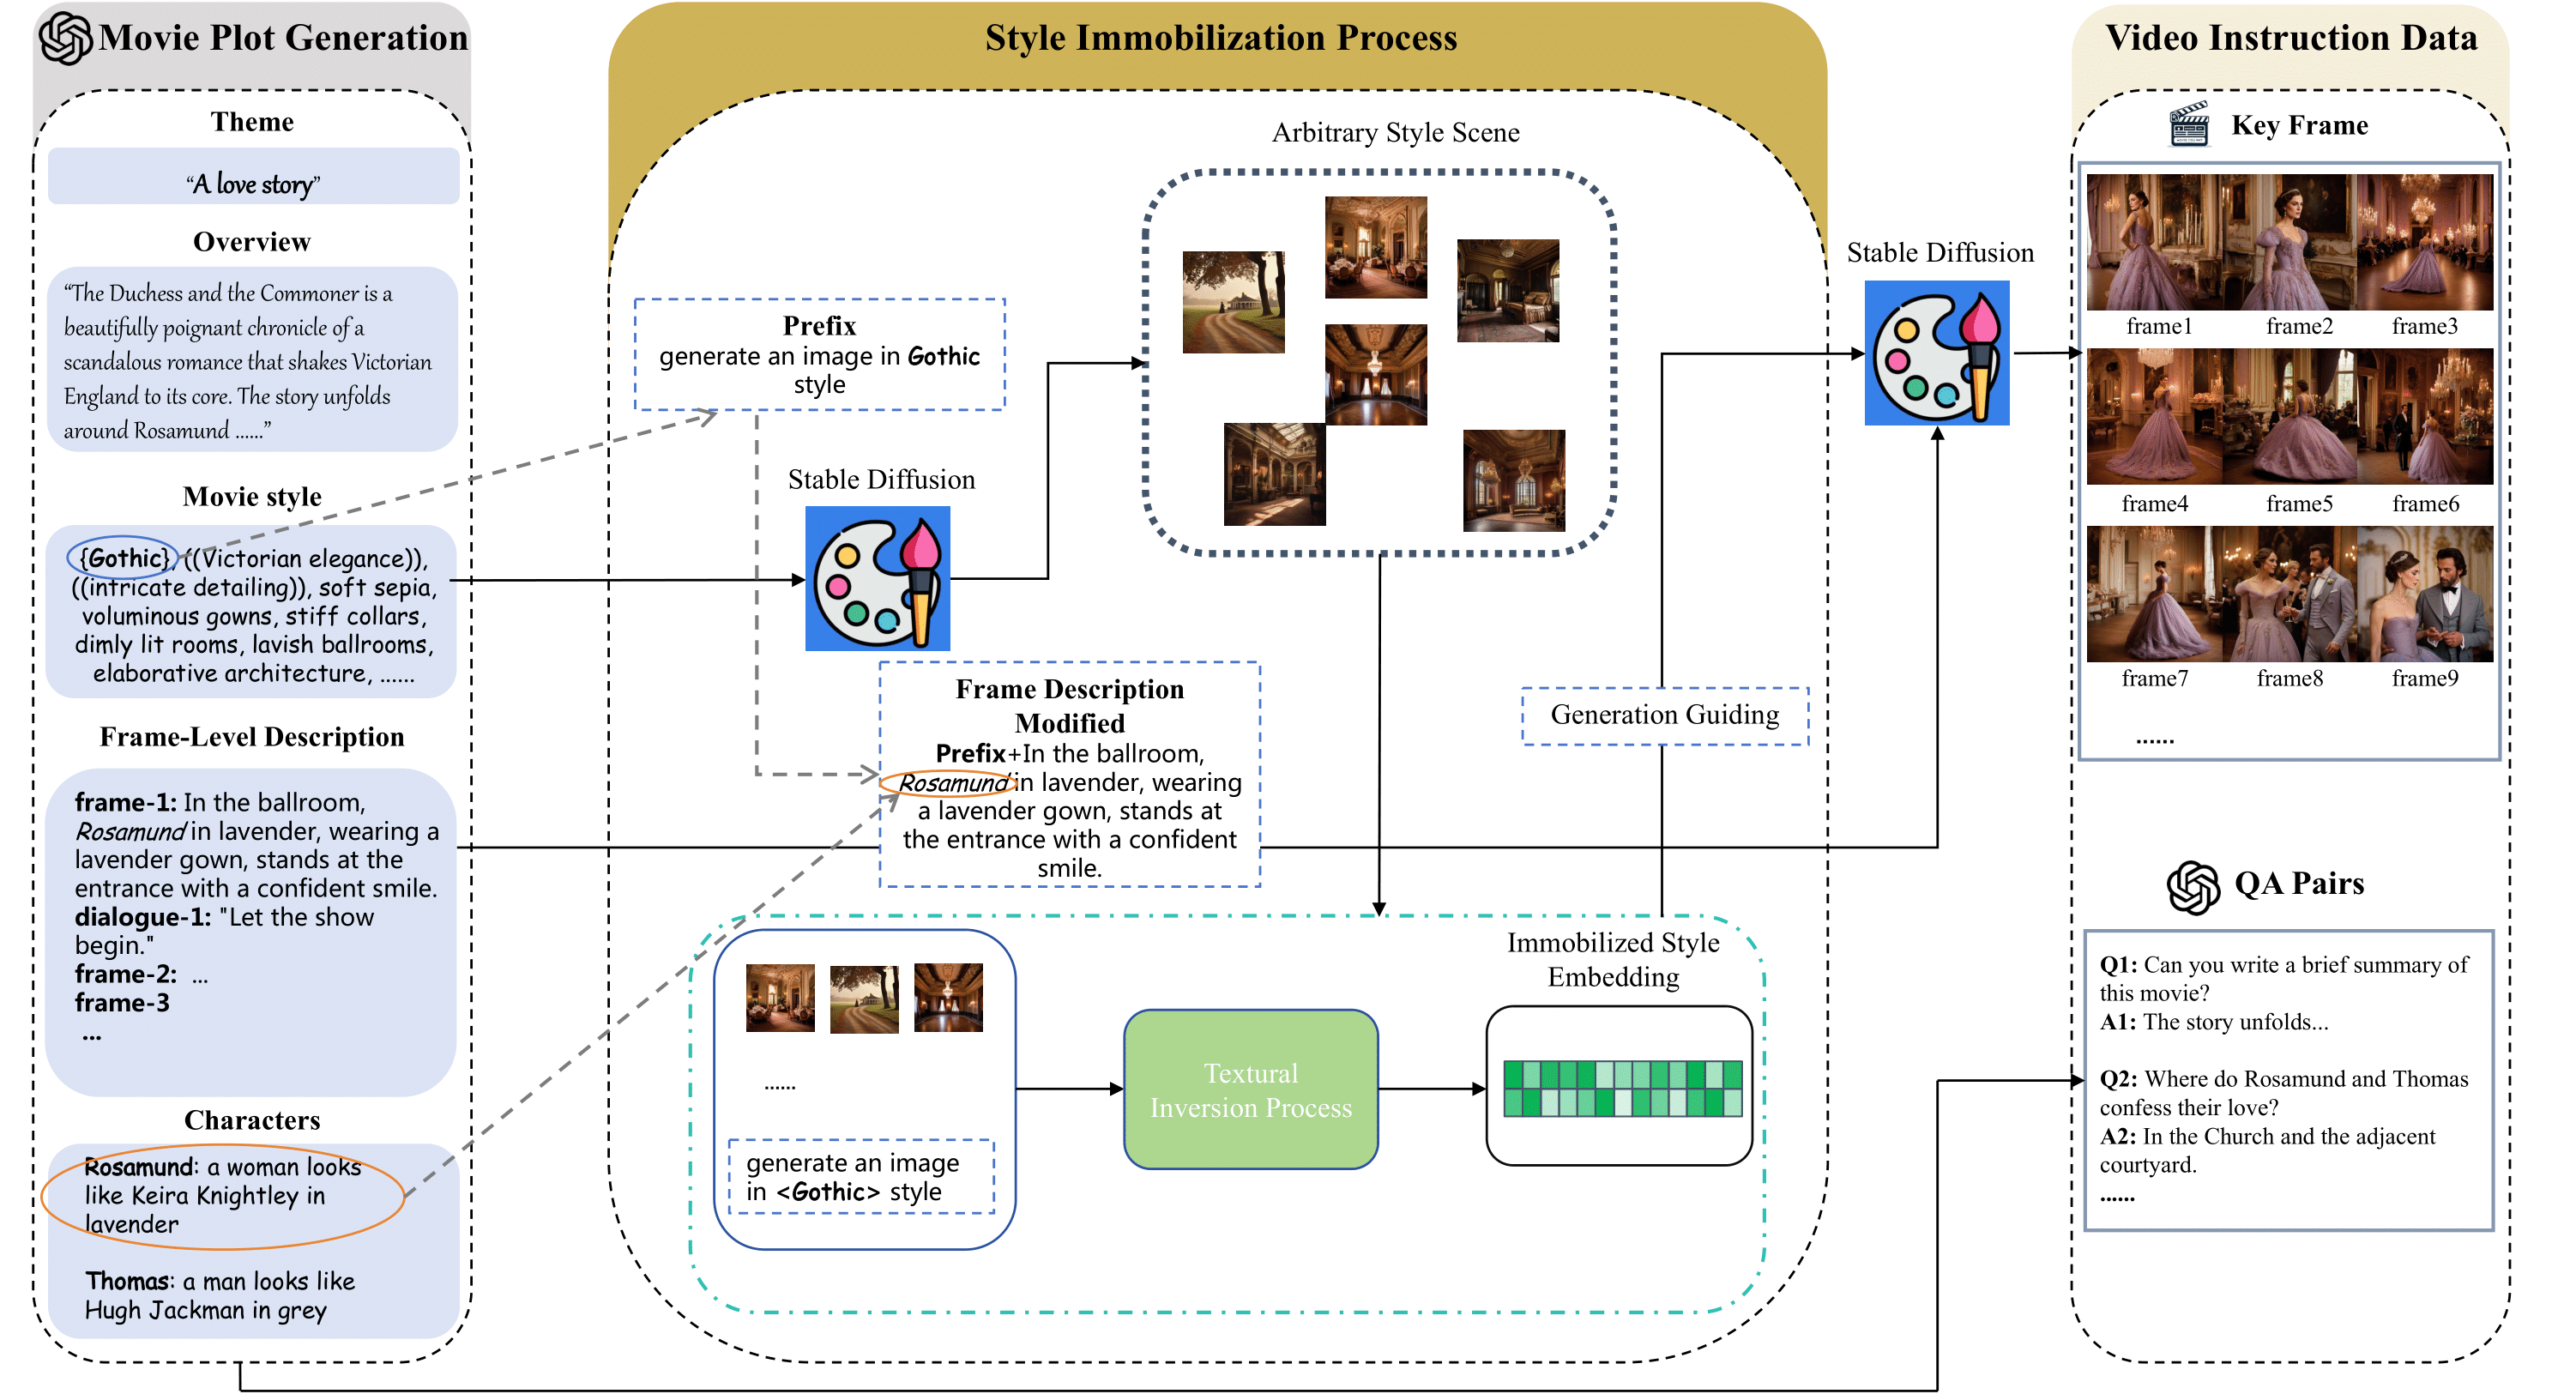 Movie Plot Generation
Theme
“A love story”
Overview
“The Duchess and the Commoner is a
beautifully poignant chronicle of a
scandalous romance that shakes Victorian
England to its core. The story unfolds
around Rosamund ......”
Movie style
{Gothic}, ((Victorian elegance)),
((intricate detailing)), soft sepia,
voluminous gowns, stiff collars,
dimly lit rooms, lavish ballrooms,
elaborative architecture, ......
Frame-Level Description
frame-1: In the ballroom,
Rosamund in lavender, wearing a
lavender gown, stands at the
entrance with a confident smile.
dialogue-1: "Let the show
begin."
frame-2: ...
frame-3
...
Characters
Rosamund: a woman looks
like Keira Knightley in
lavender
Thomas: a man looks like
Hugh Jackman in grey
Style Immobilization Process
Arbitrary Style Scene
Prefix
generate an image in Gothic
style
Stable Diffusion
Frame Description
Modified
Prefix+In the ballroom,
Rosamund in lavender, wearing
a lavender gown, stands at
the entrance with a confident
smile.
Generation Guiding
......
generate an image
in <Gothic> style
Textural
Inversion Process
Immobilized Style
Embedding
Stable Diffusion
Video Instruction Data
Key Frame
frame1 frame2 frame3
frame4 frame5 frame6
frame7 frame8 frame9
......
QA Pairs
Q1: Can you write a brief summary of
this movie?
A1: The story unfolds...
Q2: Where do Rosamund and Thomas
confess their love?
A2: In the Church and the adjacent
courtyard.
......